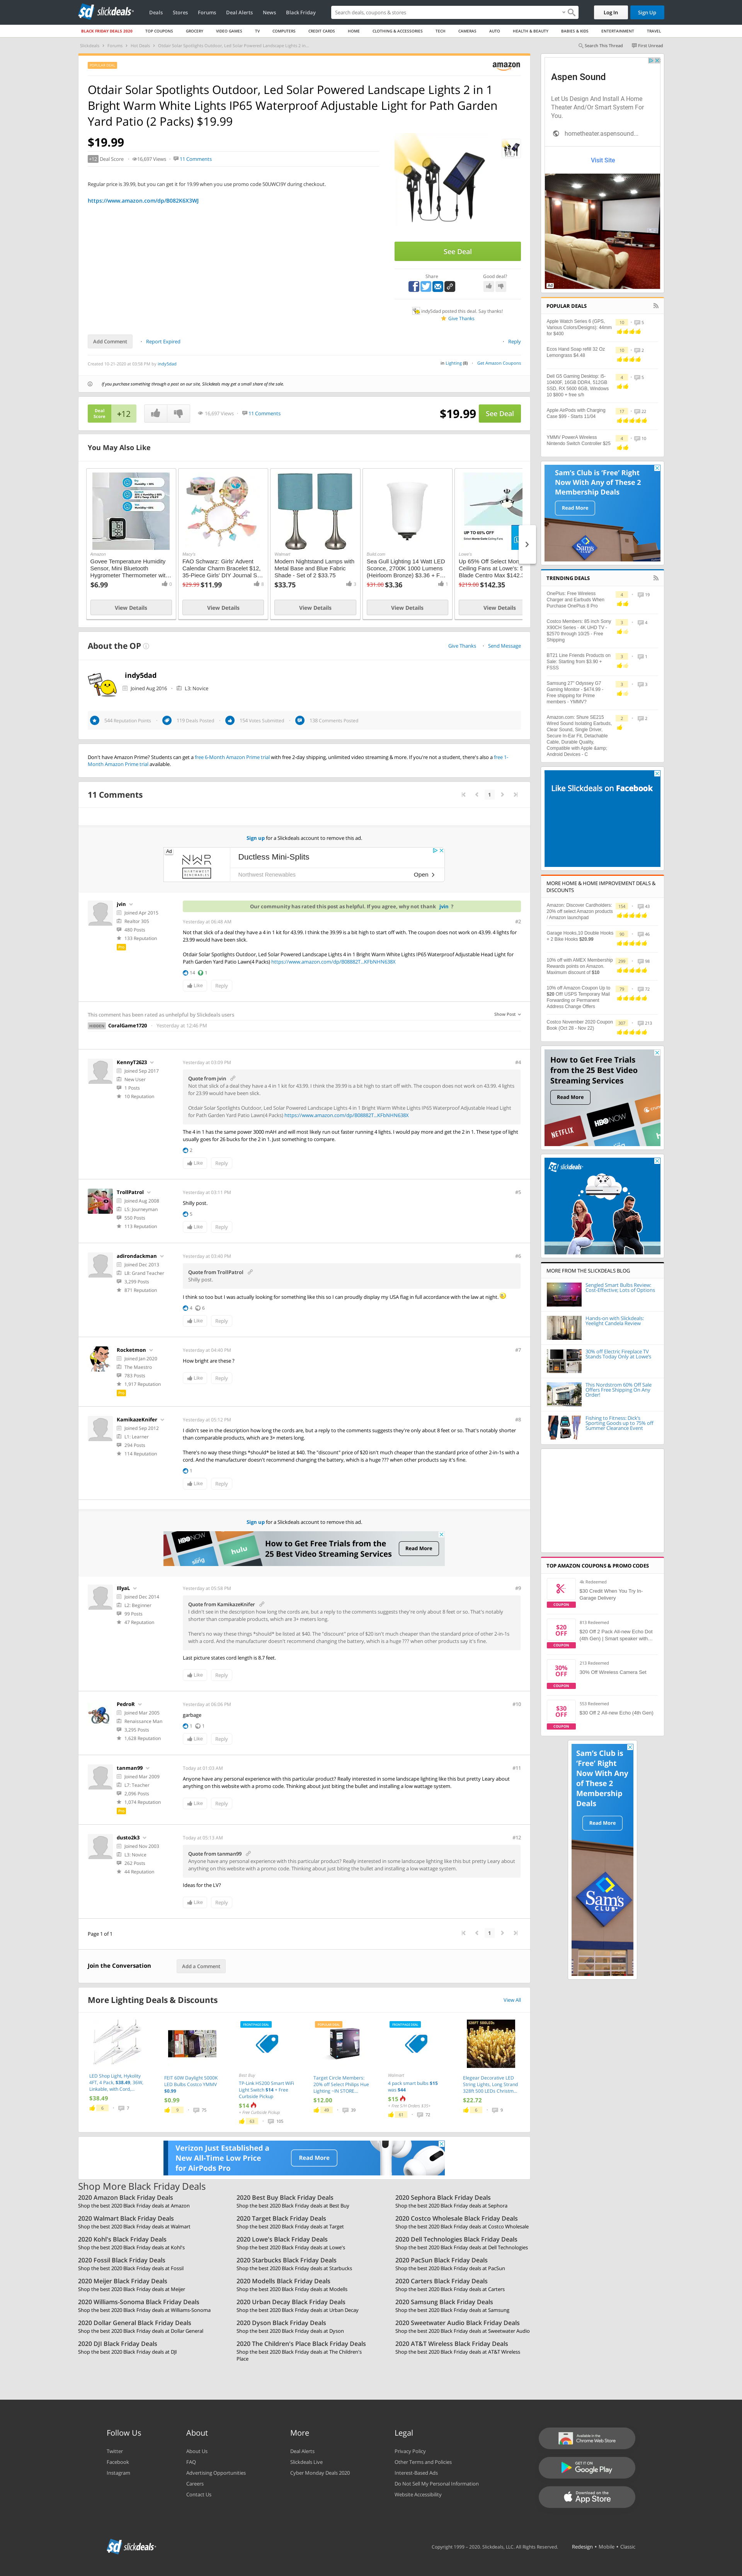 slickdeals
Deals Stores Forums Deal Alerts News Black Friday
Search deals, coupons & stores
Log In Sign Up
BLACK FRIDAY DEALS 2020 TOP COUPONS GROCERY VIDEO GAMES TV COMPUTERS CREDIT CARDS HOME CLOTHING & ACCESSORIES TECH CAMERAS AUTO HEALTH & BEAUTY BABIES & KIDS ENTERTAINMENT TRAVEL
Search This Thread First Unread
amazon
Otdair Solar Spotlights Outdoor, Led Solar Powered Landscape Lights 2 in 1
Bright Warm White Lights IP65 Waterproof Adjustable Light for Path Garden
Yard Patio (2 Packs) $19.99
$19.99
+12 Deal Score 16,697 Views 11 Comments
Regular price is 39.99, but you can get it for 19.99 when you use promo code 50UWCI9Y during checkout.
https://www.amazon.com/dp/B082K6X3WJ
See Deal
Share Good deal?
indy5dad posted this deal. Say thanks!
Give Thanks
Add Comment Report Expired Reply
Created 10-21-2020 at 03:58 PM by indy5dad
Lighting (8) Get Amazon Coupons
If you purchase something through a post on our site, Slickdeals may get a small share of the sale.
Deal
Score +12 16,697 Views 11 Comments $19.99 See Deal
You May Also Like
Amazon
Govee Temperature Humidity
Sensor, Mini Bluetooth
Hygrometer Thermometer wit...
$6.99 0
View Details
Macy's
FAO Schwarz: Girls' Advent
Calendar Charm Bracelet $12,
35-Piece Girls' DIY Journal S...
$29.99 $11.99 0
View Details
Walmart
Modern Nightstand Lamps with
Metal Base and Blue Fabric
Shade - Set of 2 $33.75
$33.75 0
View Details
Build.com
Sea Gull Lighting 14 Watt LED
Sconce, 2700K 1000 Lumens
(Heirloom Bronze) $3.36 + F...
$31.00 $3.36
View Details
UP TO 65% OFF
Lowe's
Up 65% Off Select Mon
Ceiling Fans at Lowe's: 5
Blade Centro Max $142.3
$219.00 $142.35
View Details
About the OP
Give Thanks Send Message
indy5dad
Joined Aug 2016 L3: Novice
544 Reputation Points 119 Deals Posted 154 Votes Submitted 138 Comments Posted
Don't have Amazon Prime? Students can get a free 6-Month Amazon Prime trial with free 2-day shipping, unlimited video streaming & more. If you're not a student, there's also a free 1-
Month Amazon Prime trial available.
11 Comments
1
Sign up for a Slickdeals account to remove this ad.
Ad
NWR
Ductless Mini-Splits
Northwest Renewables
Open
jvin
Joined Apr 2015
Realtor 305
480 Posts
133 Reputation
Pro
Our community has rated this post as helpful. If you agree, why not thank jvin ?
Yesterday at 06:48 AM #2
Not that slick of a deal they have a 4 in 1 kit for 43.99. I think the 39.99 is a bit high to start off with. The coupon does not work on 43.99, 4 lights for 23.99 would have been slick.
Otdair Solar Spotlights Outdoor, Led Solar Powered Landscape Lights 4 in 1 Bright Warm White Lights IP65 Waterproof Adjustable Head Light for Path Garden Yard Patio Lawn(4 Packs) https://www.amazon.com/dp/B08882T...KFbNHN638X
14 1
Like Reply
This comment has been rated as unhelpful by Slickdeals users
Show Post
CoralGame1720 Yesterday at 12:46 PM
KennyT2623
Joined Sep 2017
New User
1 Posts
10 Reputation
Yesterday at 03:09 PM #4
Quote from jvin
Not that slick of a deal they have a 4 in 1 kit for 43.99. I think the 39.99 is a bit high to start off with. The coupon does not work on 43.99, 4 lights for 23.99 would have been slick.
Otdair Solar Spotlights Outdoor, Led Solar Powered Landscape Lights 4 in 1 Bright Warm White Lights IP65 Waterproof Adjustable Head Light for Path Garden Yard Patio Lawn(4 Packs) https://www.amazon.com/dp/B08882T...KFbNHN638X
The 4 in 1 has the same power 3000 mAH and will most likely run out faster running 4 lights. I would pay more and get the 2 in 1. These type of light usually goes for 26 bucks for the 2 in 1. Just something to compare.
2
Like Reply
TrollPatrol
Joined Aug 2008
L5: Journeyman
550 Posts
113 Reputation
Yesterday at 03:11 PM #5
Shilly post.
5
Like Reply
adirondackman
Joined Dec 2013
L8: Grand Teacher
3,299 Posts
871 Reputation
Yesterday at 03:40 PM #6
Quote from TrollPatrol
Shilly post.
I think so too but I was actually looking for something like this so I can proudly display my USA flag in full accordance with the law at night.
4 6
Like Reply
Rocketmon
Joined Jan 2020
The Maestro
783 Posts
1,917 Reputation
Pro
Yesterday at 04:40 PM #7
How bright are these ?
Like Reply
KamikazeKnifer
Joined Sep 2012
L1: Learner
294 Posts
114 Reputation
Yesterday at 05:12 PM #8
I didn't see in the description how long the cords are, but a reply to the comments suggests they're only about 8 feet or so. That's notably shorter than comparable products, which are 3+ meters long.
There's no way these things *should* be listed at $40. The "discount" price of $20 isn't much cheaper than the standard price of other 2-in-1s with a cord. And the manufacturer doesn't recommend changing the battery, which is a huge ??? when other products still say it's fine.
1
Like Reply
Sign up for a Slickdeals account to remove this ad.
sling hulu How to Get Free Trials from the
25 Best Video Streaming Services Read More
IllyaL
Joined Dec 2014
L2: Beginner
99 Posts
47 Reputation
Yesterday at 05:58 PM #9
Quote from KamikazeKnifer
I didn't see in the description how long the cords are, but a reply to the comments suggests they're only about 8 feet or so. That's notably shorter than comparable products, which are 3+ meters long.
There's no way these things *should* be listed at $40. The "discount" price of $20 isn't much cheaper than the standard price of other 2-in-1s with a cord. And the manufacturer doesn't recommend changing the battery, which is a huge ??? when other products still say it's fine.
Last picture states cord length is 8.7 feet.
Like Reply
PedroR
Joined Mar 2005
Renaissance Man
3,295 Posts
1,628 Reputation
Yesterday at 06:06 PM #10
garbage
1 1
Like Reply
tanman99
Joined Mar 2009
L7: Teacher
2,096 Posts
1,074 Reputation
Pro
Today at 01:03 AM #11
Anyone have any personal experience with this particular product? Really interested in some landscape lighting like this but pretty Leary about anything on this website with a promo code. Thinking about just biting the bullet and installing a low wattage system.
Like Reply
dusto2k3
Joined Nov 2003
L3: Novice
262 Posts
44 Reputation
Today at 05:13 AM #12
Quote from tanman99
Anyone have any personal experience with this particular product? Really interested in some landscape lighting like this but pretty Leary about anything on this website with a promo code. Thinking about just biting the bullet and installing a low wattage system.
Ideas for the LV?
Like Reply
Page 1 of 1 1
Join the Conversation Add a Comment
More Lighting Deals & Discounts View All
LED Shop Light, Hykolity
4FT, 4 Pack, $38.49, 36W,
Linkable, with Cord,...
$38.49
8 7
FEIT 60W Daylight 5000K
LED Bulbs Costco YMMV
$0.99
$0.99
9 75
Best Buy
TP-Link HS200 Smart WiFi
Light Switch $14 + Free
Curbside Pickup
$14
+ Free Curbside Pickup
63 100
Target Circle Members:
20% off Select Philips Hue
Lighting - IN STORE...
$12.00
49 39
Walmart
4 pack smart bulbs $15
was $44
$15
+ Free S/H Orders $35+
61 72
Elegear Decorative LED
String Lights, Long Strand
328ft 500 LEDs Christm...
$22.72
6 9
Verizon Just Established a
New All-Time Low Price
for AirPods Pro
Read More
Shop More Black Friday Deals
2020 Amazon Black Friday Deals
Shop the best 2020 Black Friday deals at Amazon
2020 Best Buy Black Friday Deals
Shop the best 2020 Black Friday deals at Best Buy
2020 Sephora Black Friday Deals
Shop the best 2020 Black Friday deals at Sephora
2020 Walmart Black Friday Deals
Shop the best 2020 Black Friday deals at Walmart
2020 Target Black Friday Deals
Shop the best 2020 Black Friday deals at Target
2020 Costco Wholesale Black Friday Deals
Shop the best 2020 Black Friday deals at Costco Wholesale
2020 Kohl's Black Friday Deals
Shop the best 2020 Black Friday deals at Kohl's
2020 Lowe's Black Friday Deals
Shop the best 2020 Black Friday deals at Lowe's
2020 Dell Technologies Black Friday Deals
Shop the best 2020 Black Friday deals at Dell Technologies
2020 Fossil Black Friday Deals
Shop the best 2020 Black Friday deals at Fossil
2020 Starbucks Black Friday Deals
Shop the best 2020 Black Friday deals at Starbucks
2020 PacSun Black Friday Deals
Shop the best 2020 Black Friday deals at PacSun
2020 Meijer Black Friday Deals
Shop the best 2020 Black Friday deals at Meijer
2020 Modells Black Friday Deals
Shop the best 2020 Black Friday deals at Modells
2020 Carters Black Friday Deals
Shop the best 2020 Black Friday deals at Carters
2020 Williams-Sonoma Black Friday Deals
Shop the best 2020 Black Friday deals at Williams-Sonoma
2020 Urban Decay Black Friday Deals
Shop the best 2020 Black Friday deals at Urban Decay
2020 Samsung Black Friday Deals
Shop the best 2020 Black Friday deals at Samsung
2020 Dollar General Black Friday Deals
Shop the best 2020 Black Friday deals at Dollar General
2020 Dyson Black Friday Deals
Shop the best 2020 Black Friday deals at Dyson
2020 Sweetwater Audio Black Friday Deals
Shop the best 2020 Black Friday deals at Sweetwater Audio
2020 DJI Black Friday Deals
Shop the best 2020 Black Friday deals at DJI
2020 The Children's Place Black Friday Deals
Shop the best 2020 Black Friday deals at The Children's
Place
2020 AT&T Wireless Black Friday Deals
Shop the best 2020 Black Friday deals at AT&T Wireless
Aspen Sound
Let Us Design And Install A Home
Theater And/Or Smart System For
You.
hometheater.aspensound...
Visit Site
Ad
POPULAR DEALS
Apple Watch Series 6 (GPS,
Various Colors/Designs): 44mm
for $400
Ecos Hand Soap refill 32 Oz
Lemongrass $4.48
Dell G5 Gaming Desktop: i5-
10400F, 16GB DDR4, 512GB
SSD, RX 5600 6GB, Windows
10 $800 + free s/h
Apple AirPods with Charging
Case $99 - Starts 11/04
YMMV PowerA Wireless
Nintendo Switch Controller $25
Sam's Club is 'Free' Right
Now With Any of These 2
Membership Deals
Read More
Sam's
TRENDING DEALS
OnePlus: Free Wireless
Charger and Earbuds When
Purchase OnePlus 8 Pro
Costco Members: 85 inch Sony
X90CH Series - 4K UHD TV -
$2570 through 10/25 - Free
Shipping
BT21 Line Friends Products on
Sale: Starting from $3.90 +
FSSS
Samsung 27" Odyssey G7
Gaming Monitor - $474.99 -
Free shipping for Prime
members - YMMV?
Amazon.com: Shure SE215
Wired Sound Isolating Earbuds,
Clear Sound, Single Driver,
Secure In-Ear Fit, Detachable
Cable, Durable Quality,
Compatible with Apple &amp;
Android Devices - C
Like Slickdeals on Facebook
MORE HOME & HOME IMPROVEMENT DEALS &
DISCOUNTS
Amazon: Discover Cardholders:
20% off select Amazon products
/ Amazon launchpad
Garage Hooks 10 Double Hooks
+ 2 Bike Hooks $20.99
10% off with AMEX Membership
Rewards points on Amazon.
Maximum discount of $10
10% off Amazon Coupon Up to
$20 Off! USPS Temporary Mail
Forwarding or Permanent
Address Change Offers
Costco November 2020 Coupon
Book (Oct 28 - Nov 22)
How to Get Free Trials
from the 25 Best Video
Streaming Services
Read More
NETFLIX HBO NOW hulu
slickdeals
MORE FROM THE SLICKDEALS BLOG
Sengled Smart Bulbs Review:
Cost-Effective; Lots of Options
Hands-on with Slickdeals:
Yeelight Candela Review
30% off Electric Fireplace TV
Stands Today Only at Lowe's
This Nordstrom 60% Off Sale
Offers Free Shipping On Any
Order!
Fishing to Fitness: Dick's
Sporting Goods up to 75% off
Summer Clearance Event
TOP AMAZON COUPONS & PROMO CODES
4k Redeemed
$30 Credit When You Try In-
Garage Delivery
COUPON
$20
OFF
COUPON
813 Redeemed
$20 Off 2 Pack All-new Echo Dot
(4th Gen) | Smart speaker with...
30%
OFF
COUPON
213 Redeemed
30% Off Wireless Camera Set
$30
OFF
COUPON
553 Redeemed
$30 Off 2 All-new Echo (4th Gen)
Sam's Club is
'Free' Right
Now With Any
of These 2
Membership
Deals
Read More
Sam's
CLUB
Follow Us
Twitter
Facebook
Instagram
About
About Us
FAQ
Advertising Opportunities
Careers
Contact Us
More
Deal Alerts
Slickdeals Live
Cyber Monday Deals 2020
Legal
Privacy Policy
Other Terms and Policies
Interest-Based Ads
Do Not Sell My Personal Information
Website Accessibility
Available in the
Chrome Web Store
GET IT ON
Google Play
Download on the
App Store
slickdeals
Copyright 1999 - 2020. Slickdeals, LLC. All Rights Reserved. Redesign • Mobile • Classic